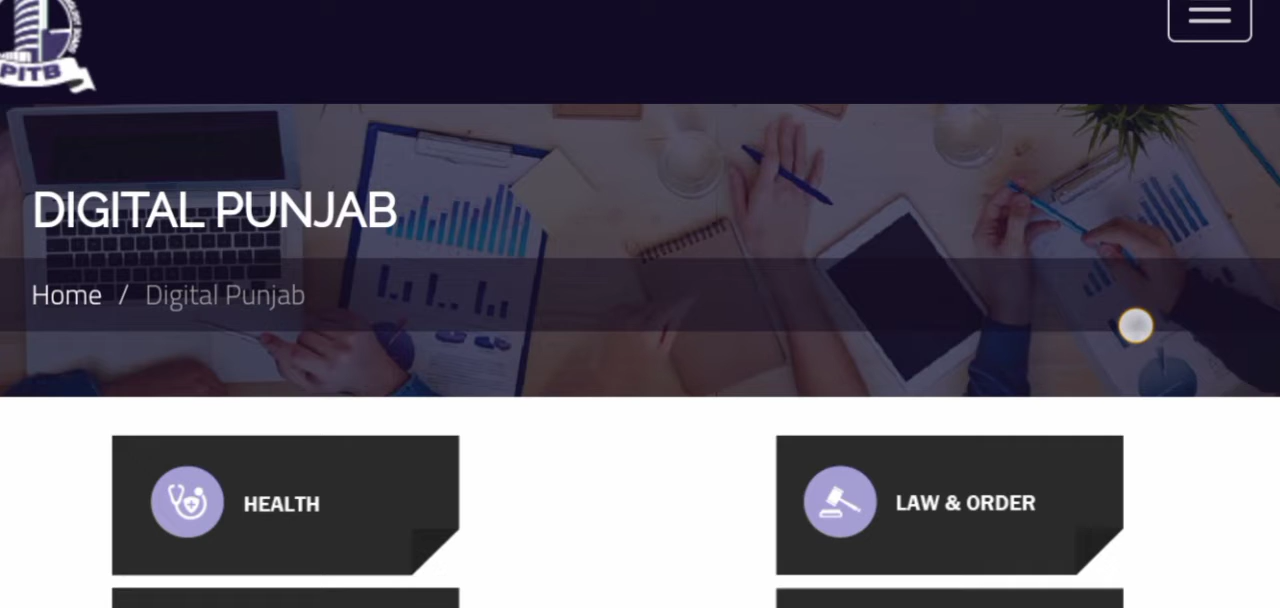 PITB
DIGITAL PUNJAB
Home / Digital Punjab
HEALTH
LAW & ORDER